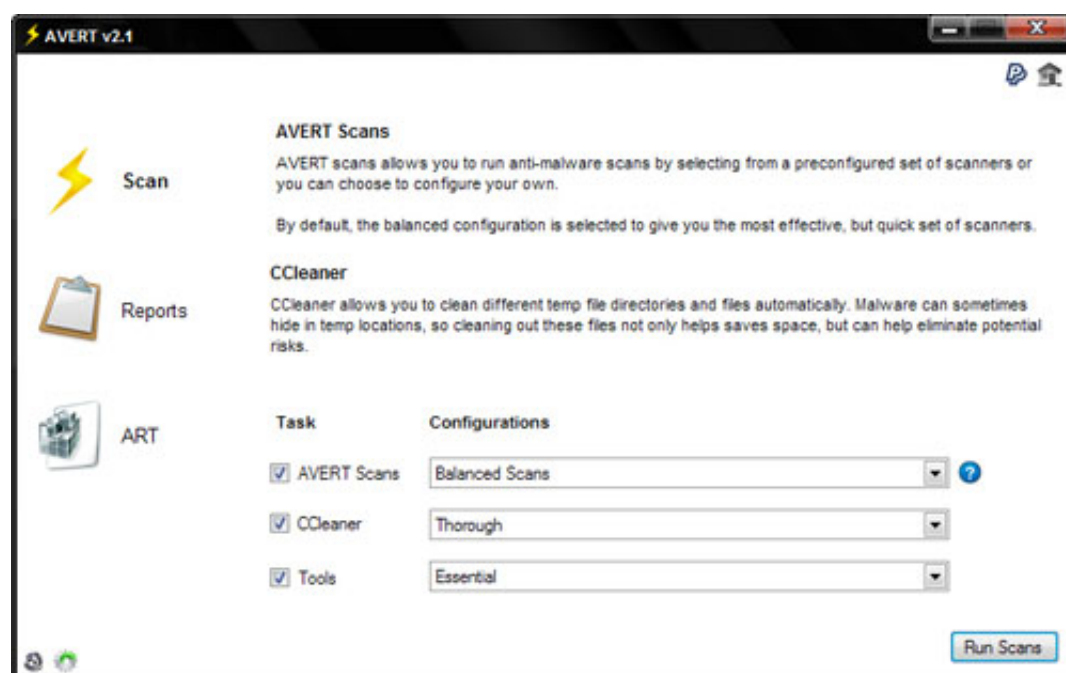 AVERT v2.1
Scan
Reports
ART
AVERT Scans
AVERT scans allows you to run anti-malware scans by selecting from a preconfigured set of scanners or
you can choose to configure your own.
By default, the balanced configuration is selected to give you the most effective, but quick set of scanners.
CCleaner
CCleaner allows you to clean different temp file directories and files automatically. Malware can sometimes
hide in temp locations, so cleaning out these files not only helps saves space, but can help eliminate potential
risks.
Task Configurations
AVERT Scans Balanced Scans ?
CCleaner Thorough
Tools Essential
Run Scans